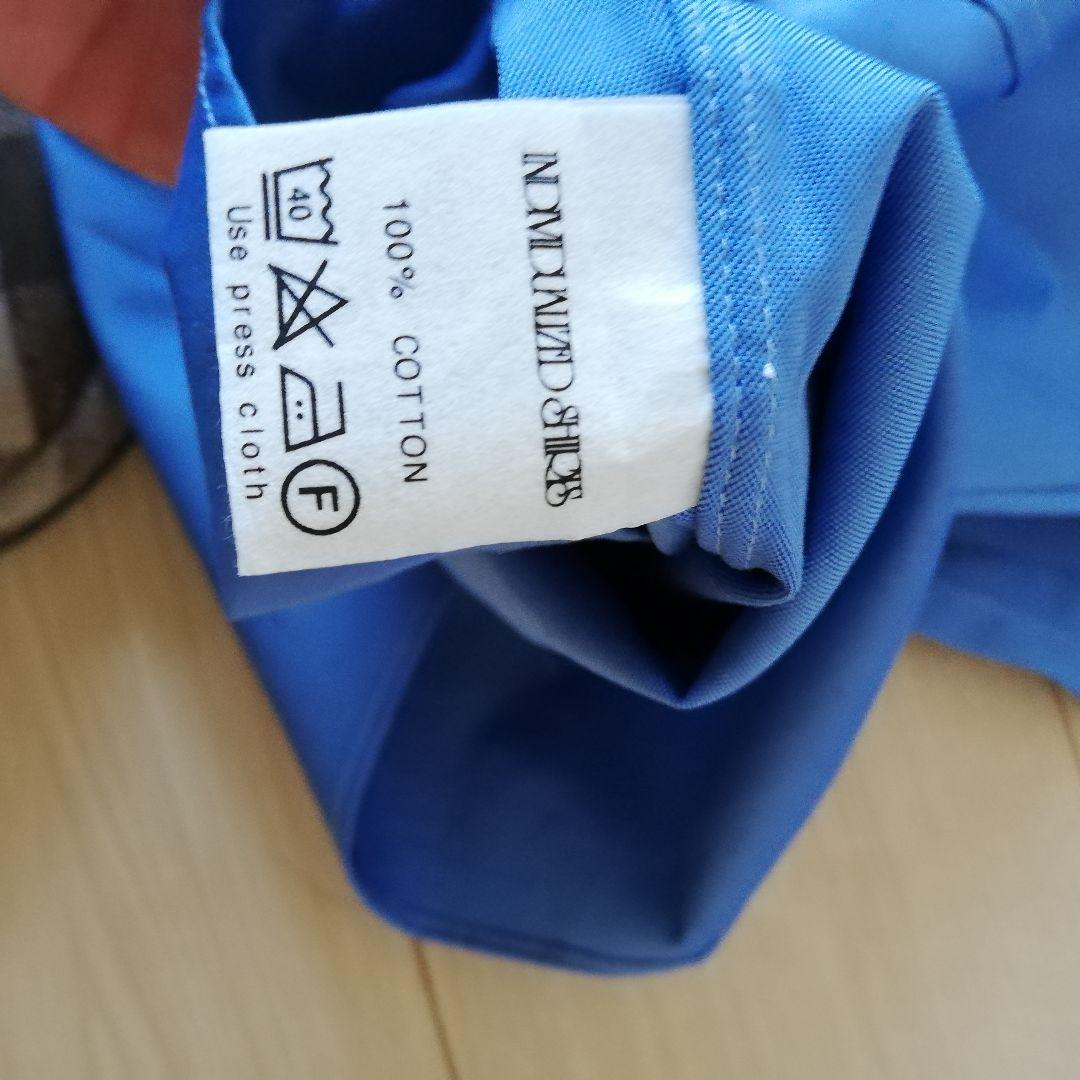 INDIVIDUALIZED SHIRTS
100% COTTON
40
F
Use press cloth